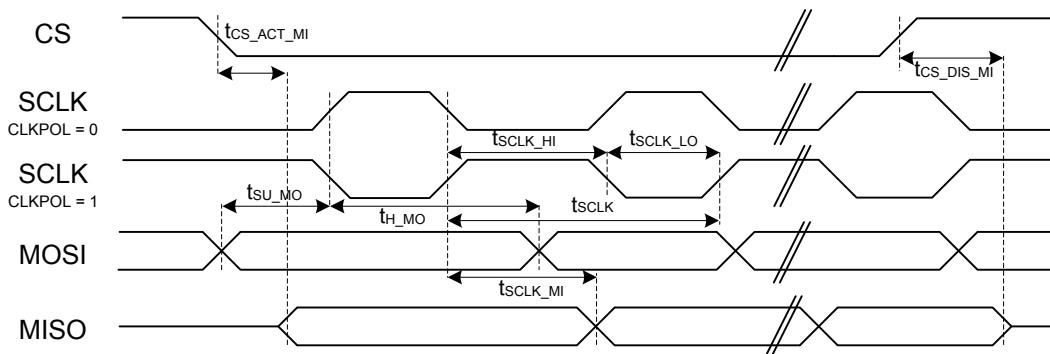 CS
tCS_ACT_MI
tCS_DIS_MI
SCLK
CLKPOL = 0
tSCLK_HI
tSCLK_LO
SCLK
CLKPOL = 1
tSU_MO
tH_MO
tSCLK
MOSI
tSCLK_MI
MISO